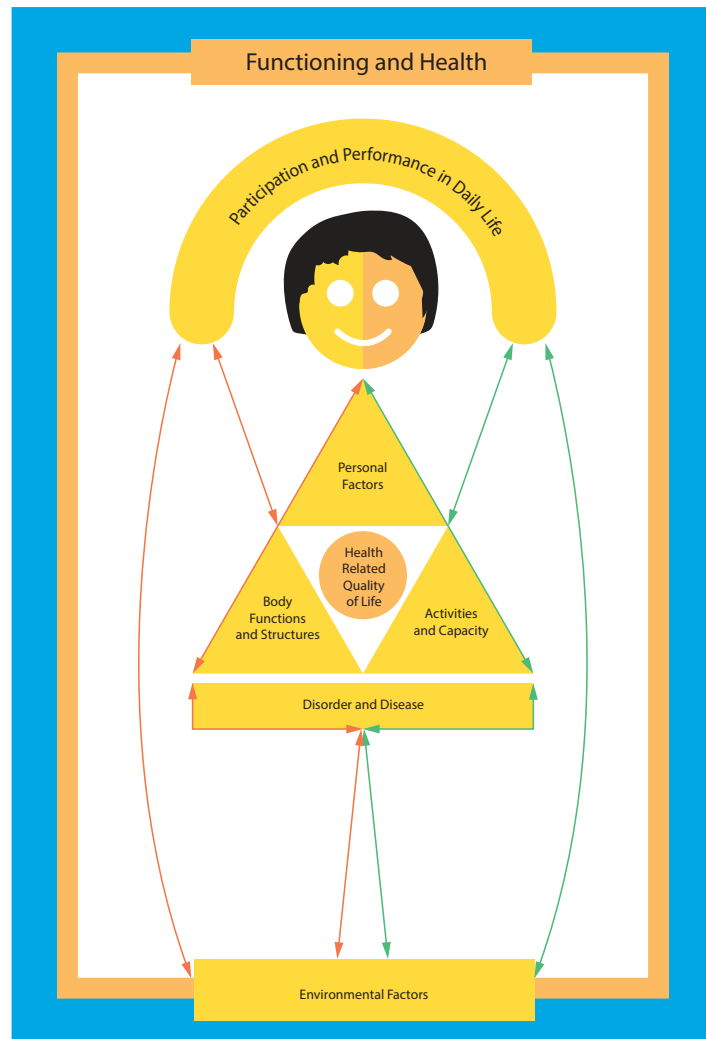 Functioning and Health
Participation and Performance in Daily Life
Personal
Factors
Health
Related
Quality
of Life
Body
Functions
and Structures
Activities
and Capacity
Disorder and Disease
Environmental Factors